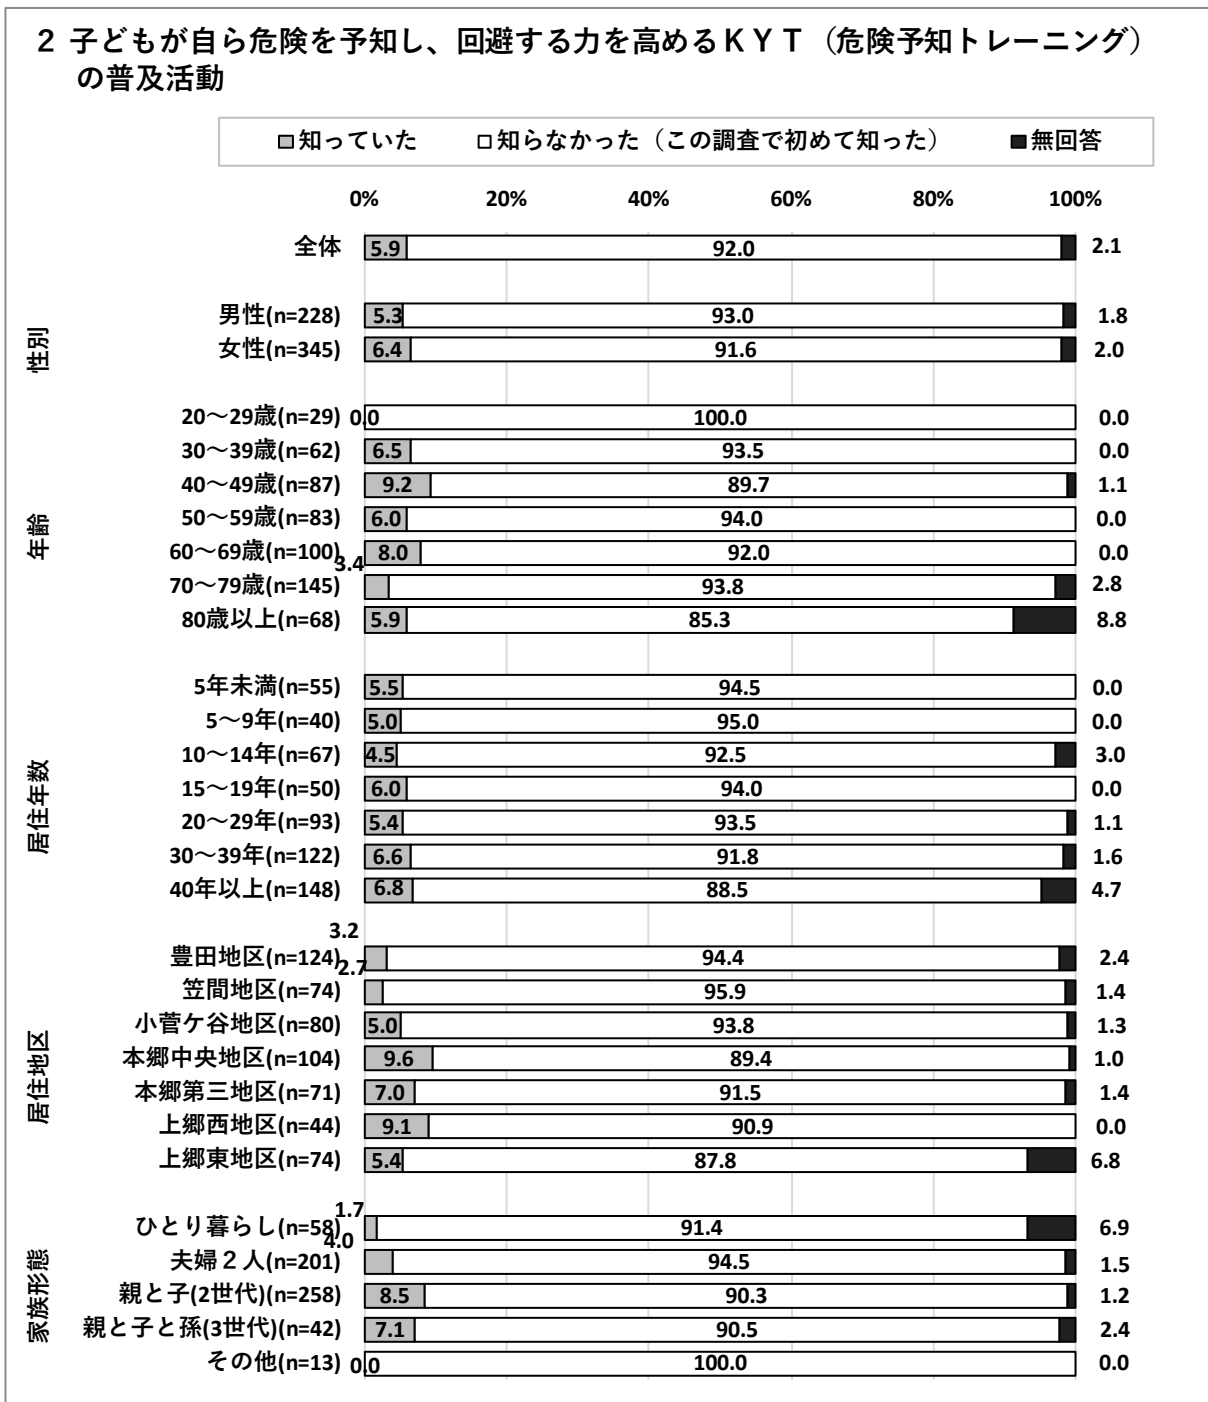 2 子どもが自ら危険を予知し、回避する力を高めるKYT（危険予知トレーニング）
の普及活動
知っていた 知らなかった（この調査で初めて知った） 無回答
0% 20% 40% 60% 80% 100%
全体 5.9 92.0 2.1
性別
男性(n=228) 5.3 93.0 1.8
女性(n=345) 6.4 91.6 2.0
年齢
20～29歳(n=29) 0.0 100.0 0.0
30～39歳(n=62) 6.5 93.5 0.0
40～49歳(n=87) 9.2 89.7 1.1
50～59歳(n=83) 6.0 94.0 0.0
60～69歳(n=100) 8.0 92.0 0.0
70～79歳(n=145) 3.4 93.8 2.8
80歳以上(n=68) 5.9 85.3 8.8
居住年数
5年未満(n=55) 5.5 94.5 0.0
5～9年(n=40) 5.0 95.0 0.0
10～14年(n=67) 4.5 92.5 3.0
15～19年(n=50) 6.0 94.0 0.0
20～29年(n=93) 5.4 93.5 1.1
30～39年(n=122) 6.6 91.8 1.6
40年以上(n=148) 6.8 88.5 4.7
居住地区
豊田地区(n=124) 3.2 94.4 2.4
笠間地区(n=74) 2.7 95.9 1.4
小菅ケ谷地区(n=80) 5.0 93.8 1.3
本郷中央地区(n=104) 9.6 89.4 1.0
本郷第三地区(n=71) 7.0 91.5 1.4
上郷西地区(n=44) 9.1 90.9 0.0
上郷東地区(n=74) 5.4 87.8 6.8
家族形態
ひとり暮らし(n=58) 1.7 91.4 6.9
夫婦２人(n=201) 4.0 94.5 1.5
親と子(2世代)(n=258) 8.5 90.3 1.2
親と子と孫(3世代)(n=42) 7.1 90.5 2.4
その他(n=13) 0.0 100.0 0.0